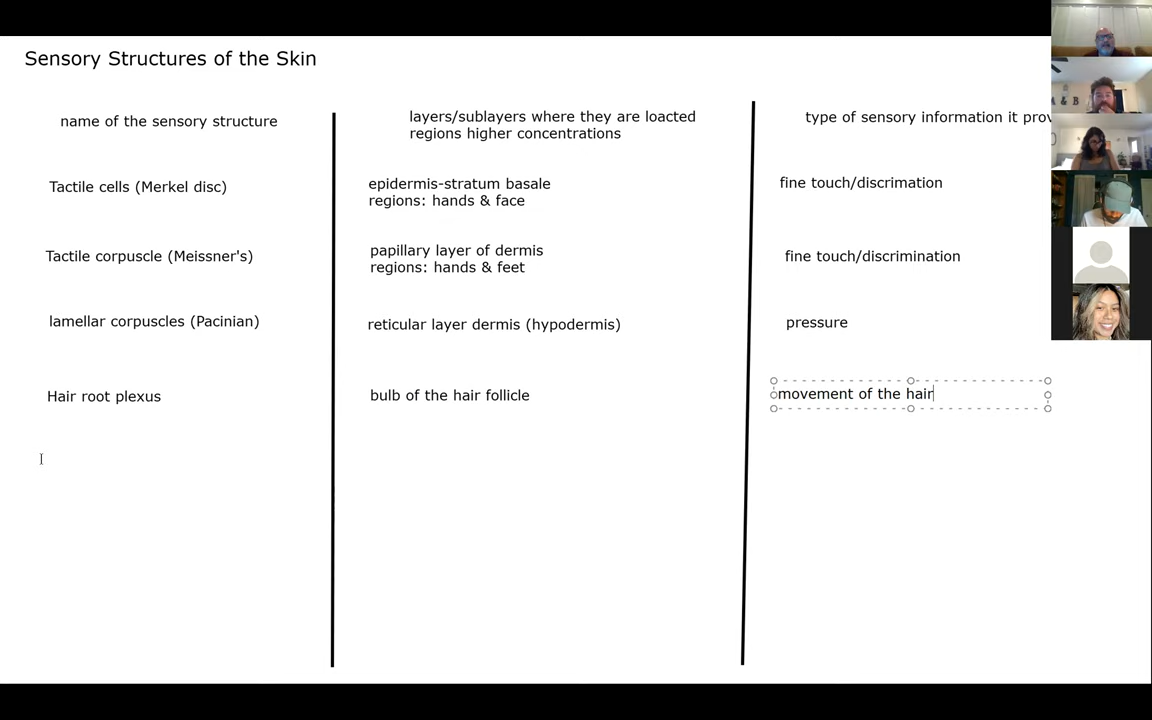 Sensory Structures of the Skin
name of the sensory structure
layers/sublayers where they are loacted
regions higher concentrations
type of sensory information it
Tactile cells (Merkel disc)
epidermis-stratum basale
regions: hands & face
fine touch/discrimation
Tactile corpuscle (Meissner's)
papillary layer of dermis
regions: hands & feet
fine touch/discrimination
lamellar corpuscles (Pacinian)
reticular layer dermis (hypodermis)
pressure
Hair root plexus
bulb of the hair follicle
movement of the hair
A & B